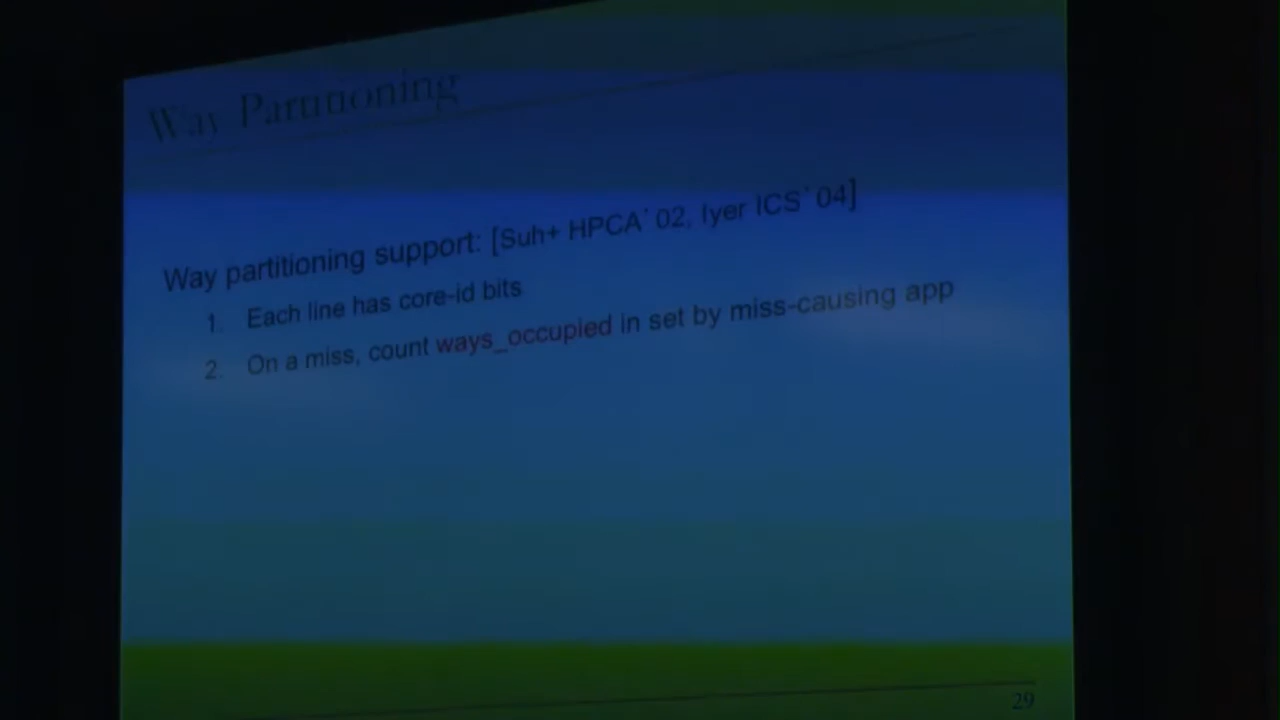 Way Partitioning
Way partitioning support: [Suh+ HPCA’ 02, Iyer ICS’ 04]
1. Each line has core-id bits
2. On a miss, count ways_occupied in set by miss-causing app
29